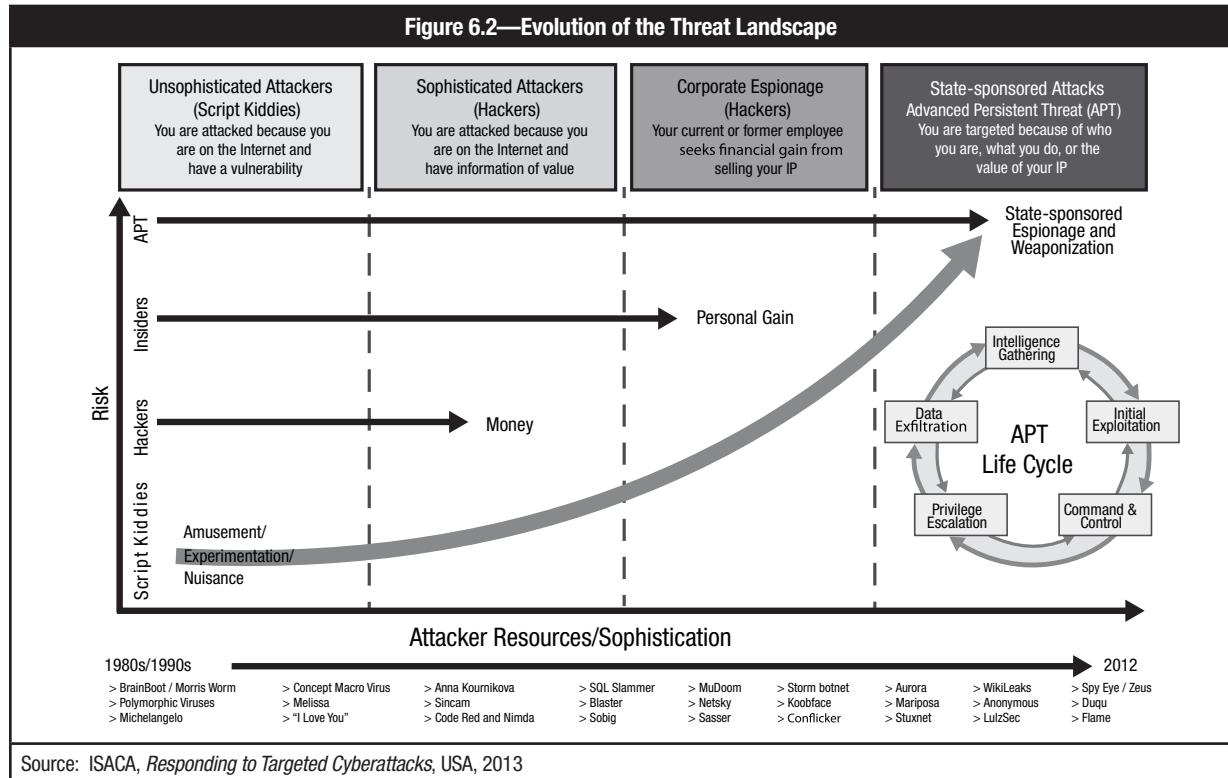 Figure 6.2—Evolution of the Threat Landscape
Unsophisticated Attackers
(Script Kiddies)
You are attacked because you
are on the Internet and
have a vulnerability
Sophisticated Attackers
(Hackers)
You are attacked because you
are on the Internet and
have information of value
Corporate Espionage
(Hackers)
Your current or former employee
seeks financial gain from
selling your IP
State-sponsored Attacks
Advanced Persistent Threat (APT)
You are targeted because of who
you are, what you do, or the
value of your IP
Risk
APT
Insiders
Hackers
Script Kiddies
State-sponsored
Espionage and
Weaponization
Personal Gain
Money
Amusement/
Experimentation/
Nuisance
Intelligence
Gathering
Initial
Exploitation
Command &
Control
Privilege
Escalation
Data
Exfiltration
APT
Life Cycle
Attacker Resources/Sophistication
1980s/1990s
2012
> BrainBoot / Morris Worm
> Polymorphic Viruses
> Michelangelo
> Concept Macro Virus
> Melissa
> "I Love You"
> Anna Kournikova
> Sincam
> Code Red and Nimda
> SQL Slammer
> Blaster
> Sobig
> MuDoom
> Netsky
> Sasser
> Storm botnet
> Koobface
> Conflicker
> Aurora
> Mariposa
> Stuxnet
> WikiLeaks
> Anonymous
> LulzSec
> Spy Eye / Zeus
> Duqu
> Flame
Source: ISACA, Responding to Targeted Cyberattacks, USA, 2013